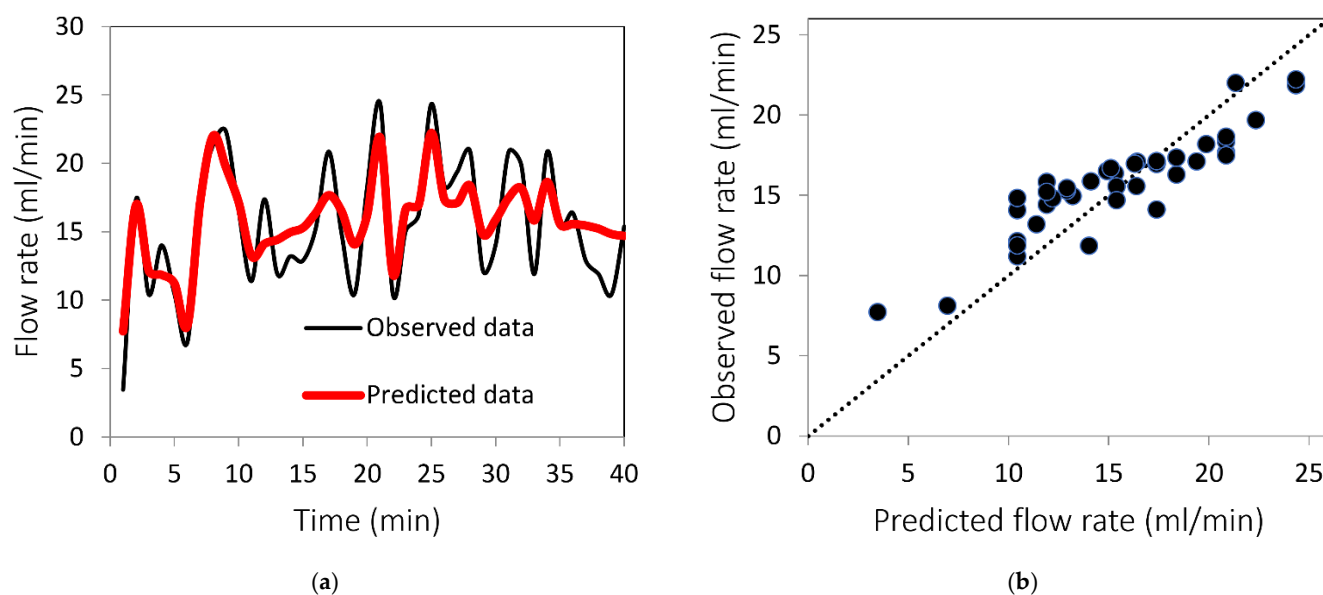 30
25
20
15
10
5
0
0 5 10 15 20 25 30 35 40
Flow rate (ml/min)
Time (min)
Observed data
Predicted data
(a)
25
20
15
10
5
0
0 5 10 15 20 25
Observed flow rate (ml/min)
Predicted flow rate (ml/min)
(b)